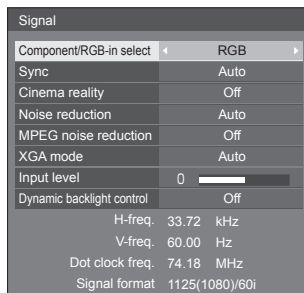 Signal
Component/RGB-in select RGB
Sync Auto
Cinema reality Off
Noise reduction Auto
MPEG noise reduction Off
XGA mode Auto
Input level 0
Dynamic backlight control Off
H-freq. 33.72 kHz
V-freq. 60.00 Hz
Dot clock freq. 74.18 MHz
Signal format 1125(1080)/60i